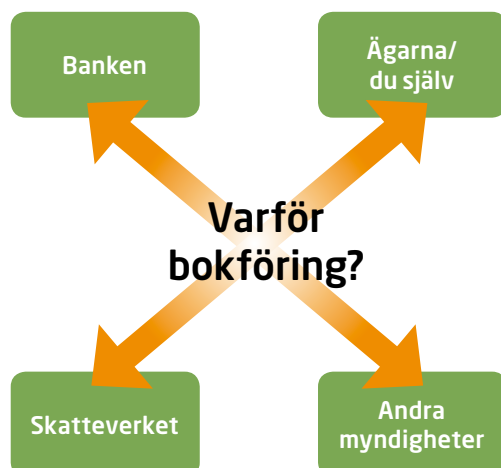 Banken
Ägarna/
du själv
Varför
bokföring?
Skatteverket
Andra
myndigheter